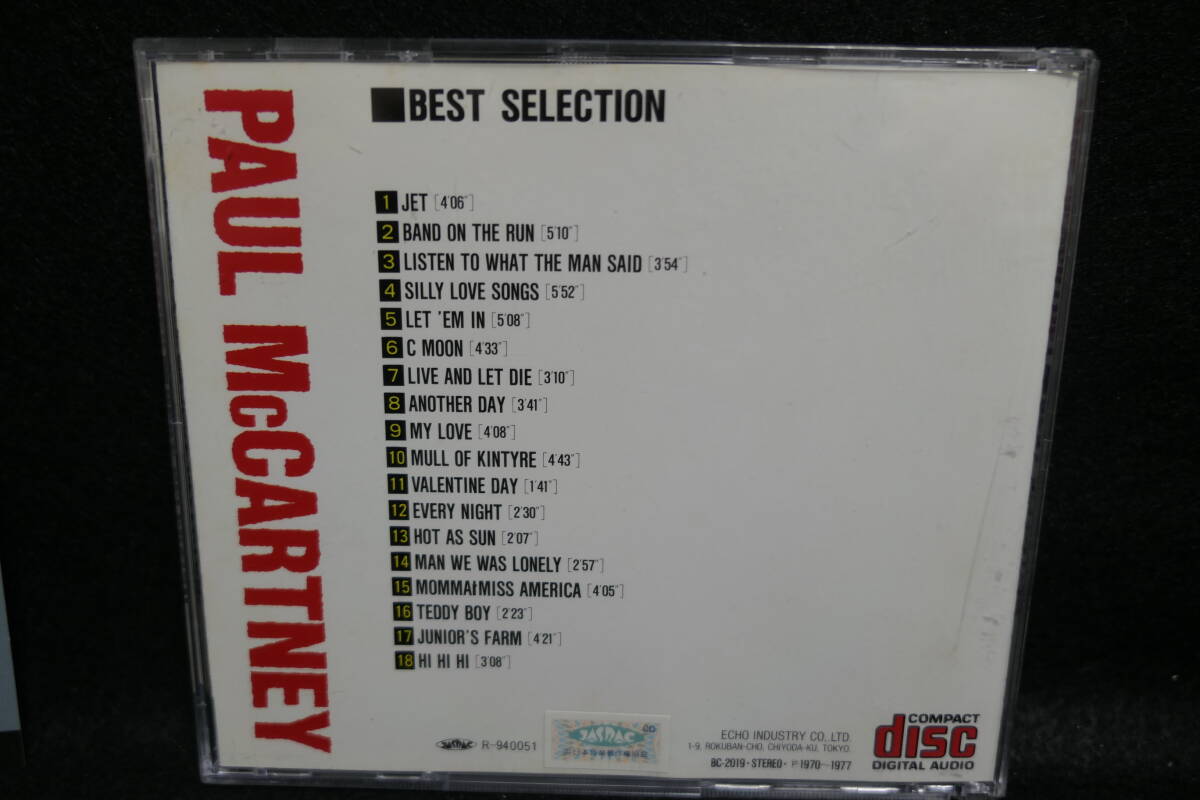 PAUL McCARTNEY
■BEST SELECTION
1 JET [4'06"]
2 BAND ON THE RUN [5'10"]
3 LISTEN TO WHAT THE MAN SAID [3'54"]
4 SILLY LOVE SONGS [5'52"]
5 LET 'EM IN [5'08"]
6 C MOON [4'33"]
7 LIVE AND LET DIE [3'10"]
8 ANOTHER DAY [3'41"]
9 MY LOVE [4'08"]
10 MULL OF KINTYRE [4'43"]
11 VALENTINE DAY [1'41"]
12 EVERY NIGHT [2'30"]
13 HOT AS SUN [2'07"]
14 MAN WE WAS LONELY [2'57"]
15 MOMMA MISS AMERICA [4'05"]
16 TEDDY BOY [2'23"]
17 JUNIOR'S FARM [4'21"]
18 HI HI HI [3'08"]
JASRAC R-940051
JASRAC CD
ECHO INDUSTRY CO., LTD.
1-9, ROKUBAN-CHO, CHIYODA-KU, TOKYO.
BC-2019・STEREO・℗1970～1977
COMPACT
disc
DIGITAL AUDIO